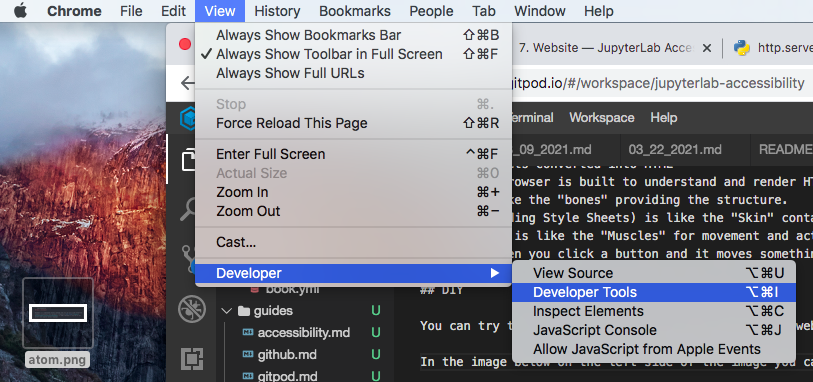 Chrome File Edit View History Bookmarks People Tab Window Help
Always Show Bookmarks Bar ⇧⌘B
✓ Always Show Toolbar in Full Screen ⇧⌘F
Always Show Full URLs
Stop ⌘.
Force Reload This Page ⇧⌘R
Enter Full Screen ^⌘F
Actual Size ⌘0
Zoom In ⌘+
Zoom Out ⌘−
Cast...
Developer ▶
View Source ⌥⌘U
Developer Tools ⌥⌘I
Inspect Elements ⌥⌘C
JavaScript Console ⌥⌘J
Allow JavaScript from Apple Events
7. Website — JupyterLab Acce × http.serve
gitpod.io/#/workspace/jupyterlab-accessibility
Terminal Workspace Help
_09_2021.md 03_22_2021.md README
converted into HTML
rowser is built to understand and render HT
ke the "bones" providing the structure.
ding Style Sheets) is like the "Skin" conta
is like the "Muscles" for movement and act
en you click a button and it moves somethin
## DIY
You can try t
web
In the image below on the left side of the image you ca
book.yml
guides U
accessibility.md U
github.md U
gitpod.md U
atom.png